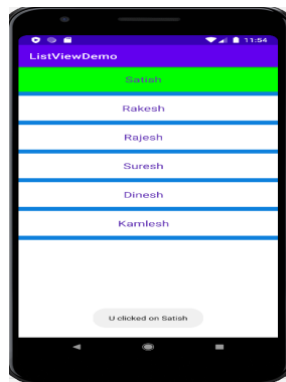 11:54
ListViewDemo
Satish
Rakesh
Rajesh
Suresh
Dinesh
Kamlesh
U clicked on Satish